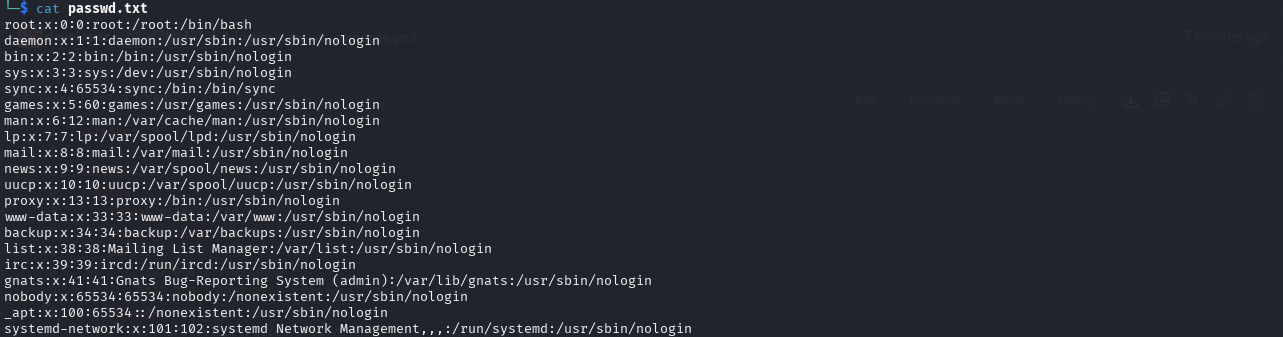 └─$ cat passwd.txt
root:x:0:0:root:/root:/bin/bash
daemon:x:1:1:daemon:/usr/sbin:/usr/sbin/nologin
.yml
7 months ago
bin:x:2:2:bin:/bin:/usr/sbin/nologin
sys:x:3:3:sys:/dev:/usr/sbin/nologin
sync:x:4:65534:sync:/bin:/bin/sync
games:x:5:60:games:/usr/games:/usr/sbin/nologin
Raw Permalink Blame History
man:x:6:12:man:/var/cache/man:/usr/sbin/nologin
lp:x:7:7:lp:/var/spool/lpd:/usr/sbin/nologin
mail:x:8:8:mail:/var/mail:/usr/sbin/nologin
news:x:9:9:news:/var/spool/news:/usr/sbin/nologin
uucp:x:10:10:uucp:/var/spool/uucp:/usr/sbin/nologin
proxy:x:13:13:proxy:/bin:/usr/sbin/nologin
www-data:x:33:33:www-data:/var/www:/usr/sbin/nologin
backup:x:34:34:backup:/var/backups:/usr/sbin/nologin
list:x:38:38:Mailing List Manager:/var/list:/usr/sbin/nologin
irc:x:39:39:ircd:/run/ircd:/usr/sbin/nologin
gnats:x:41:41:Gnats Bug-Reporting System (admin):/var/lib/gnats:/usr/sbin/nologin
nobody:x:65534:65534:nobody:/nonexistent:/usr/sbin/nologin
_apt:x:100:65534::/nonexistent:/usr/sbin/nologin
systemd-network:x:101:102:systemd Network Management,,,:/run/systemd:/usr/sbin/nologin